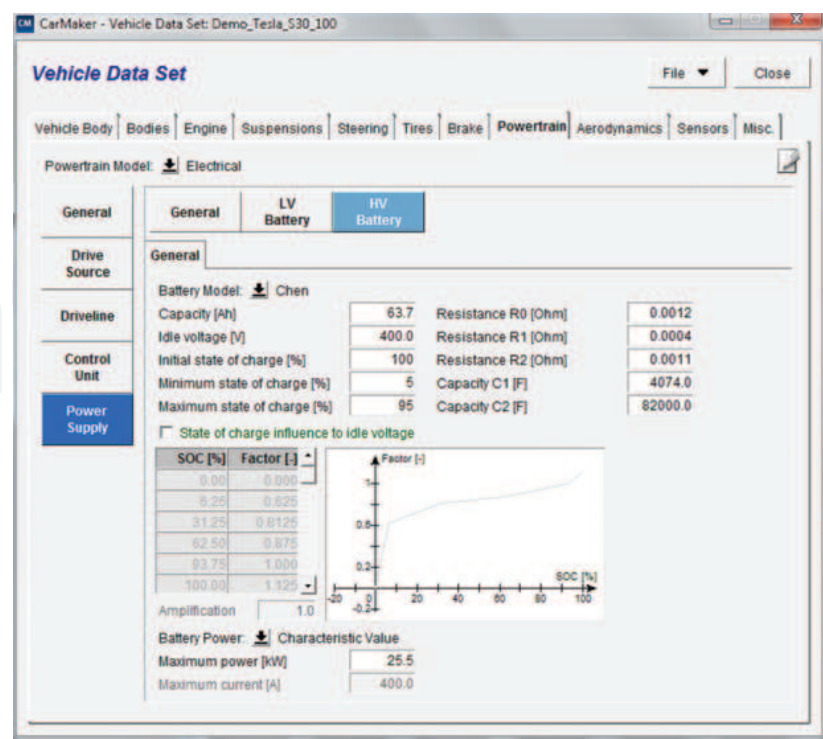 CM CarMaker - Vehicle Data Set: Demo_Tesla_S30_100
Vehicle Data Set
File Close
Vehicle Body Bodies Engine Suspensions Steering Tires Brake Powertrain Aerodynamics Sensors Misc.
Powertrain Model: Electrical
General
Drive Source
Driveline
Control Unit
Power Supply
General
LV Battery
HV Battery
General
Battery Model: Chen
Capacity [Ah] 63.7 Resistance R0 [Ohm] 0.0012
Idle voltage [V] 400.0 Resistance R1 [Ohm] 0.0004
Initial state of charge [%] 100 Resistance R2 [Ohm] 0.0011
Minimum state of charge [%] 5 Capacity C1 [F] 4074.0
Maximum state of charge [%] 95 Capacity C2 [F] 82000.0
State of charge influence to idle voltage
SOC [%] Factor [-]
0.00 0.000
6.25 0.625
31.25 0.8125
62.50 0.875
93.75 1.000
100.00 1.125
Amplification 1.0
Factor [-]
1
0.6
0.2
-0.2
-20 0 20 40 60 80 100
SOC [%]
Battery Power: Characteristic Value
Maximum power [kW] 25.5
Maximum current [A] 400.0